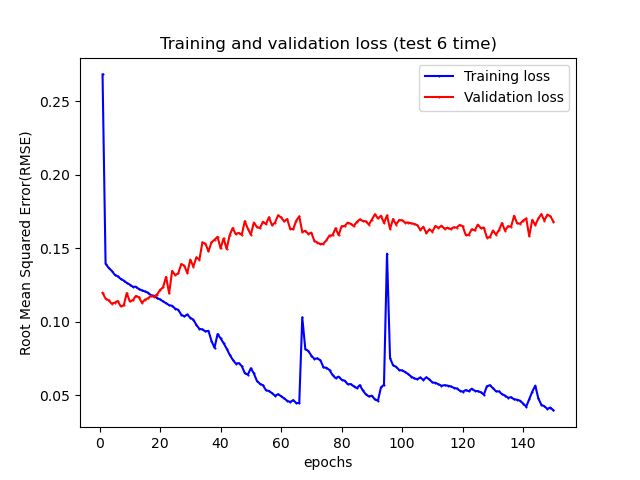 Training and validation loss (test 6 time)
Training loss
Validation loss
Root Mean Squared Error(RMSE)
0.25
0.20
0.15
0.10
0.05
0 20 40 60 80 100 120 140
epochs